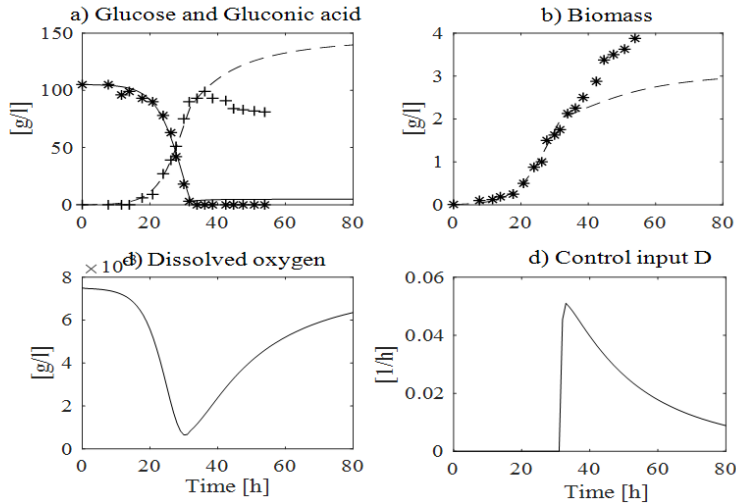 a) Glucose and Gluconic acid
150
100
50
0
[g/l]
0 20 40 60 80
b) Biomass
4
3
2
1
0
[g/l]
0 20 40 60 80
Dissolved oxygen
8
6
4
2
0
[g/l]
0 20 40 60 80
Time [h]
d) Control input D
0.06
0.04
0.02
0
[1/h]
0 20 40 60 80
Time [h]